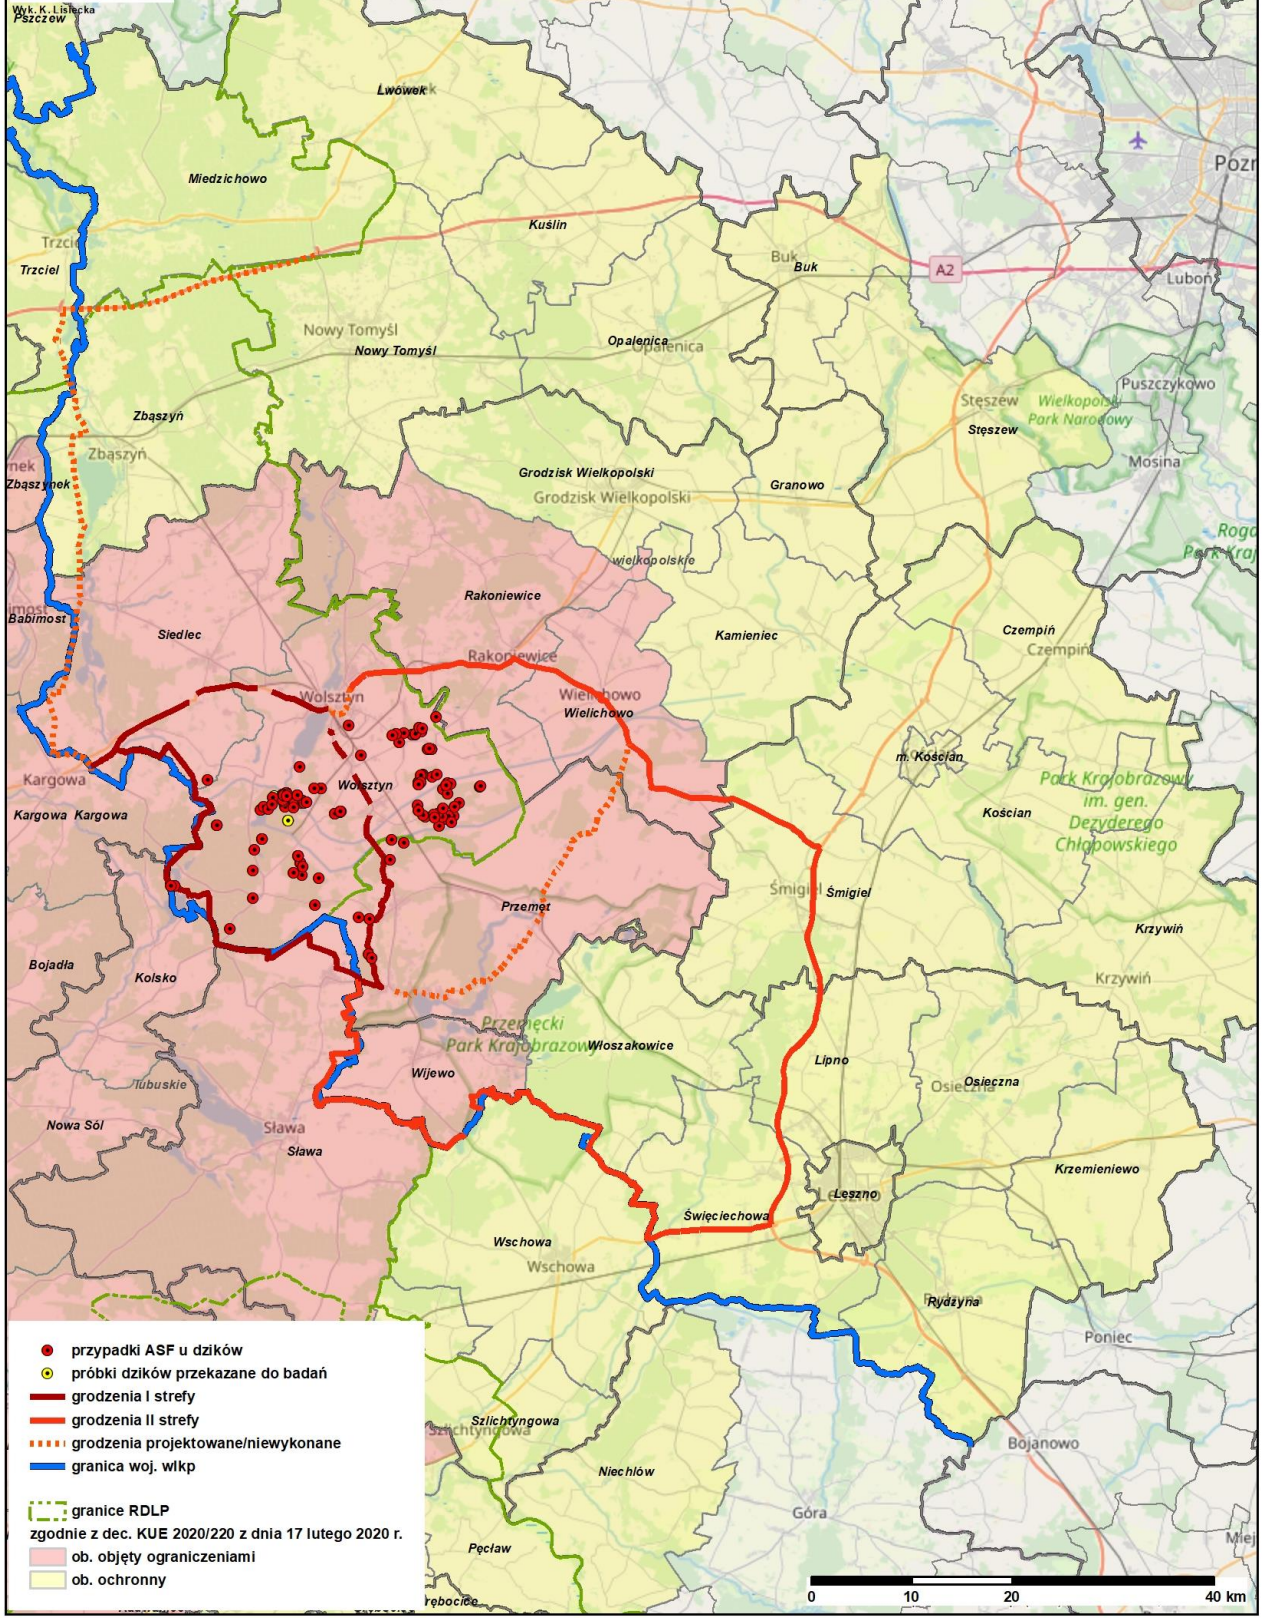 Wyk. K. Lisiecka
Pszczew
Lwówek
Miedzichowo
Pozn
Kuślin
Trzciel
Trzciel
Buk
Buk
A2
Luboń
Nowy Tomyśl
Nowy Tomyśl
Opalenica
Opalenica
Puszczykowo
Zbąszyń
Zbąszyń
Stęszew
Stęszew
Wielkopolski
Park Narodowy
Mosina
Zbąszynek
Grodzisk Wielkopolski
Grodzisk Wielkopolski
Granowo
Roga
Park Kraj
wielkopolskie
Babimost
Siedlec
Rakoniewice
Rakoniewice
Kamieniec
Czempiń
Czempiń
Wolsztyn
Wolsztyn
Wielichowo
Wielichowo
m. Kościan
Kościan
Kargowa
Kargowa Kargowa
Park Krajobrazowy
im. gen.
Dezyderego
Chłapowskiego
Śmigiel
Śmigiel
Przemęt
Krzywiń
Krzywiń
Bojadła
Kolsko
Przemęcki
Park Krajobrazowy
Włoszakowice
Wijewo
Lipno
Osieczna
Osieczna
lubuskie
Nowa Sól
Sława
Sława
Krzemieniewo
Leszno
Święciechowa
Wschowa
Wschowa
Rydzyna
Poniec
Szlichtyngowa
Szlichtyngowa
Bojanowo
Niechlów
Góra
Miej
Pęcław
przypadki ASF u dzików
próbki dzików przekazane do badań
grodzenia I strefy
grodzenia II strefy
grodzenia projektowane/niewykonane
granica woj. wlkp
granice RDLP
zgodnie z dec. KUE 2020/220 z dnia 17 lutego 2020 r.
ob. objęty ograniczeniami
ob. ochronny
0 10 20 40 km